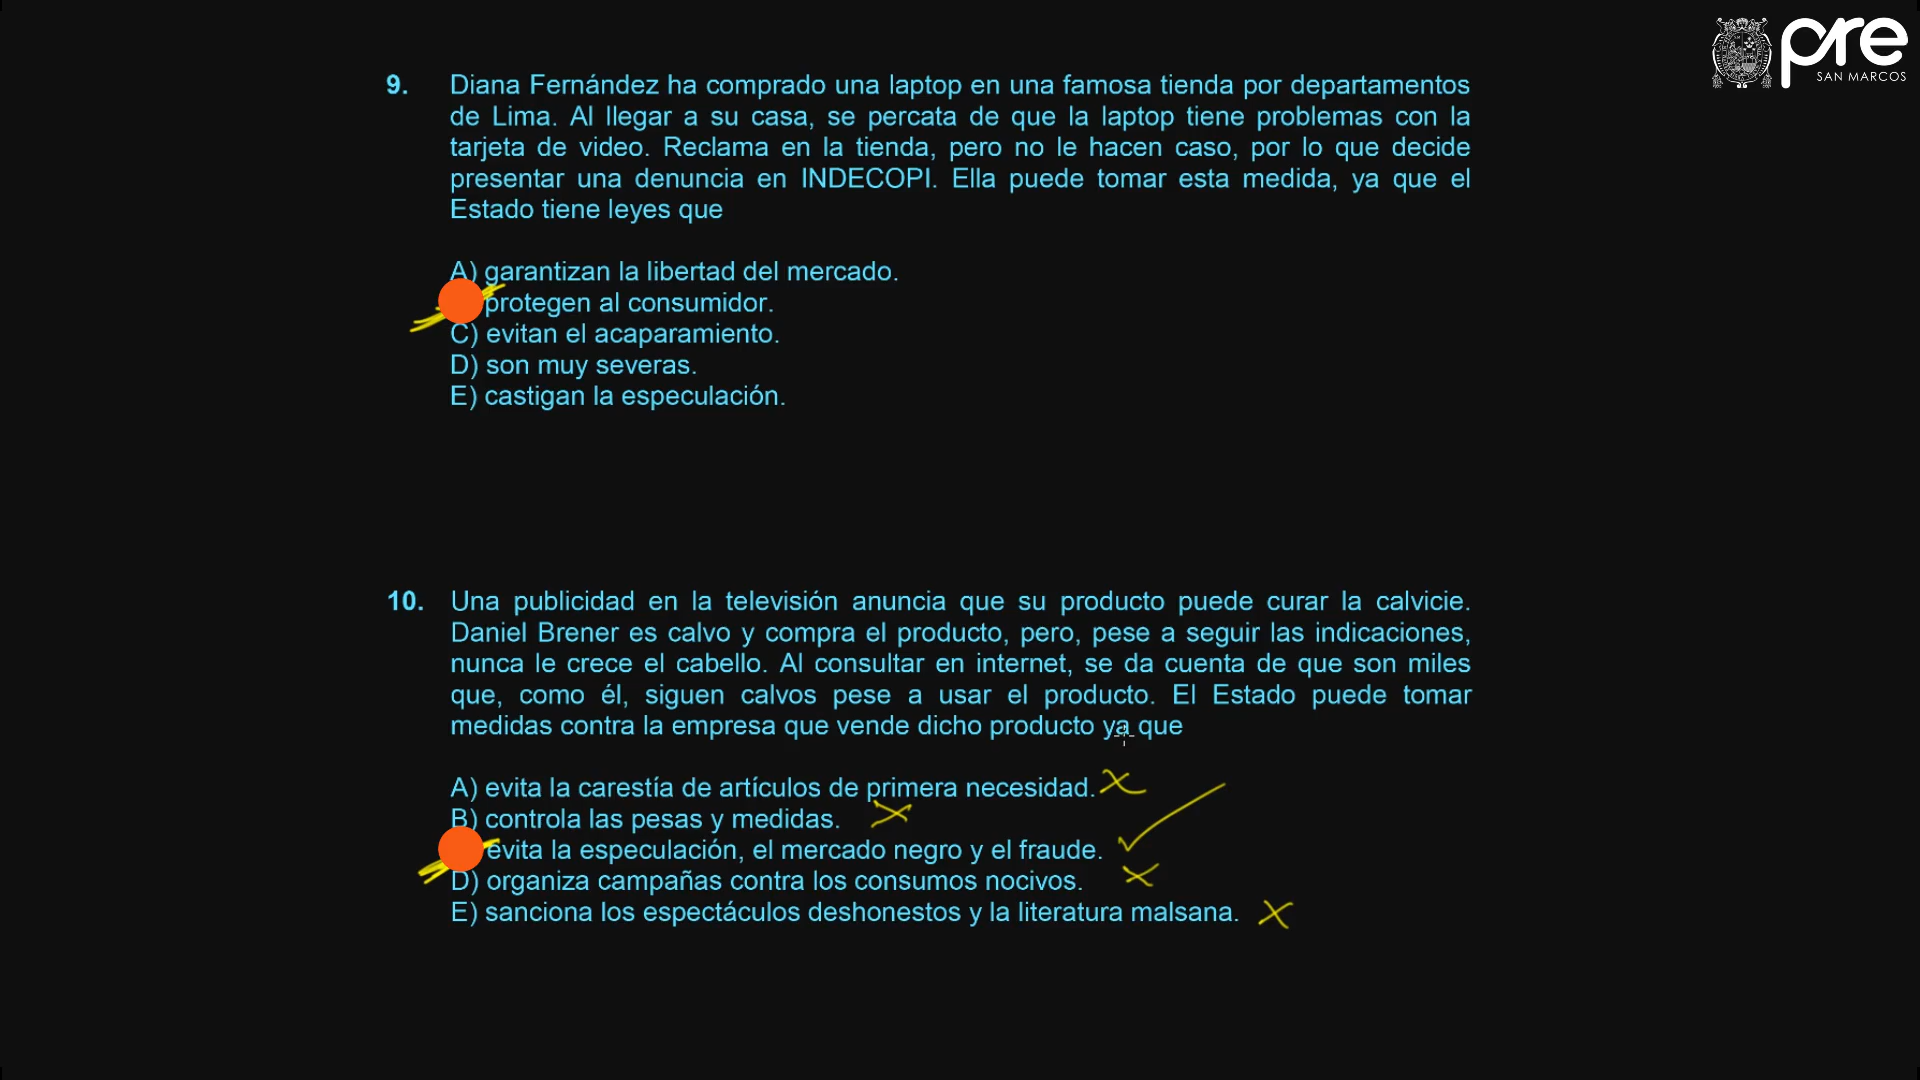 pre
SAN MARCOS
9. Diana Fernández ha comprado una laptop en una famosa tienda por departamentos
de Lima. Al llegar a su casa, se percata de que la laptop tiene problemas con la
tarjeta de video. Reclama en la tienda, pero no le hacen caso, por lo que decide
presentar una denuncia en INDECOPI. Ella puede tomar esta medida, ya que el
Estado tiene leyes que
A) garantizan la libertad del mercado.
protegen al consumidor.
C) evitan el acaparamiento.
D) son muy severas.
E) castigan la especulación.
10. Una publicidad en la televisión anuncia que su producto puede curar la calvicie.
Daniel Brener es calvo y compra el producto, pero, pese a seguir las indicaciones,
nunca le crece el cabello. Al consultar en internet, se da cuenta de que son miles
que, como él, siguen calvos pese a usar el producto. El Estado puede tomar
medidas contra la empresa que vende dicho producto ya que
A) evita la carestía de artículos de primera necesidad.
B) controla las pesas y medidas.
evita la especulación, el mercado negro y el fraude.
D) organiza campañas contra los consumos nocivos.
E) sanciona los espectáculos deshonestos y la literatura malsana.